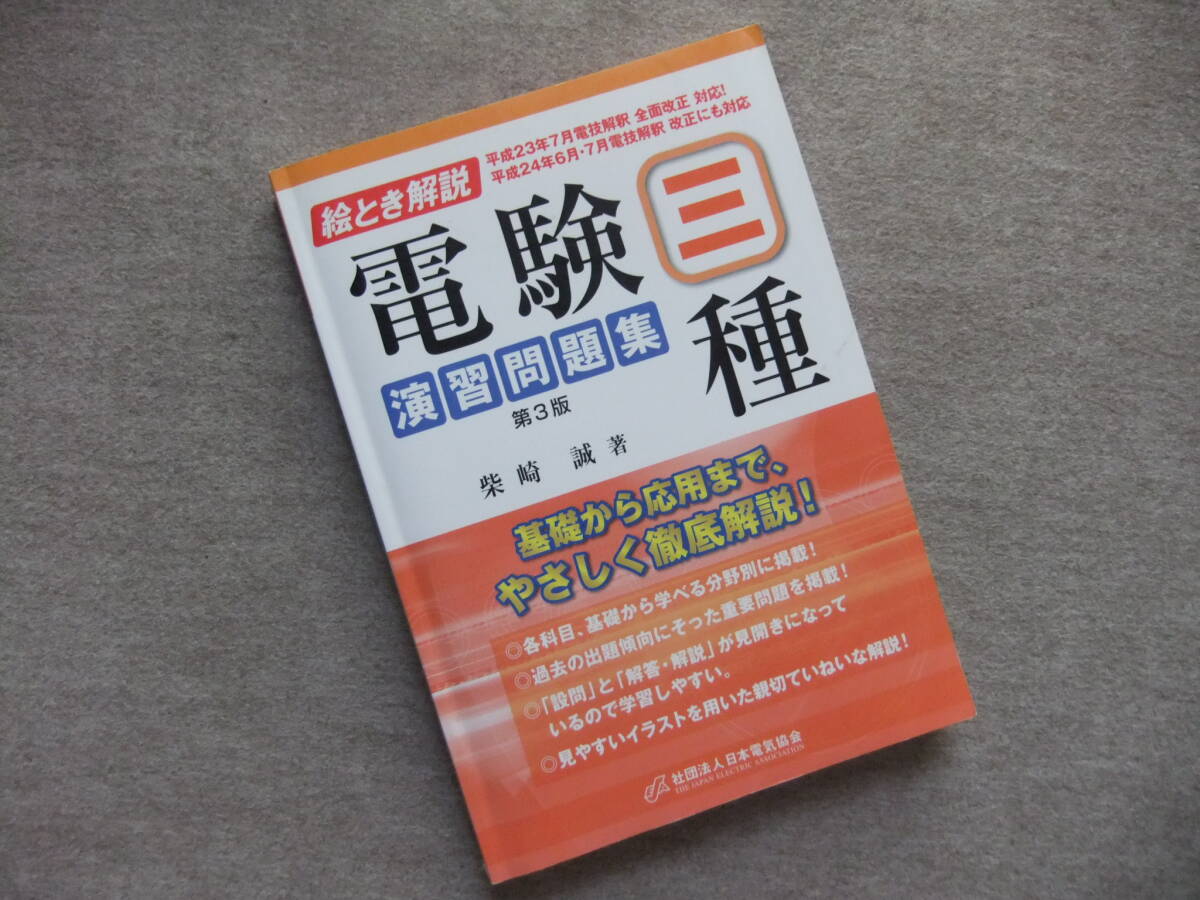 平成23年7月電技解釈 全面改正 対応!
平成24年6月・7月電技解釈 改正にも対応
絵とき解説
電験三種
演習問題集
第3版
柴崎 誠 著
基礎から応用まで、
やさしく徹底解説!
◎各科目、基礎から学べる分野別に掲載!
◎過去の出題傾向にそった重要問題を掲載!
◎「設問」と「解答・解説」が見開きになって
いるので学習しやすい。
◎見やすいイラストを用いた親切ていねいな解説!
社団法人日本電気協会
THE JAPAN ELECTRIC ASSOCIATION